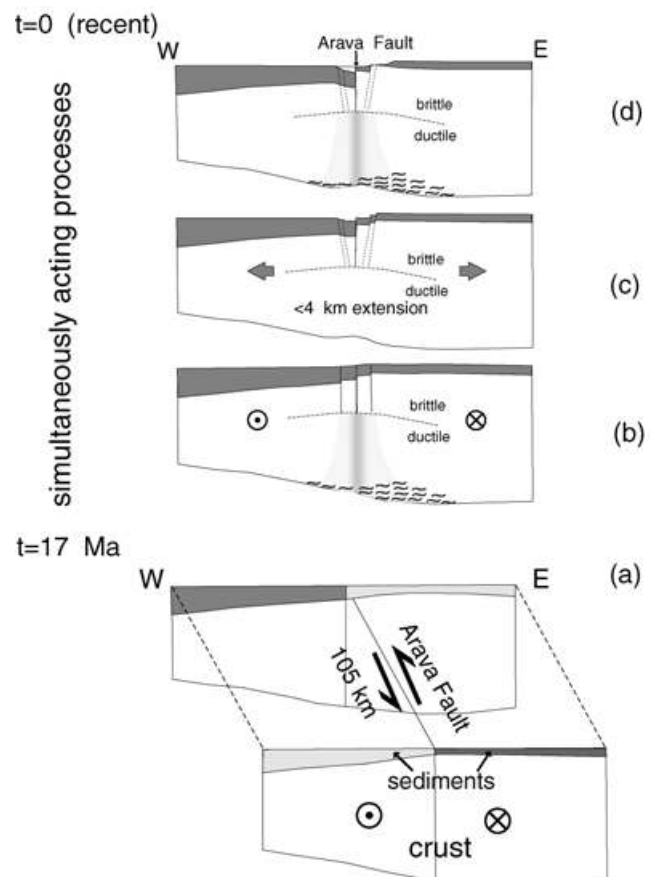 t=0 (recent)
W
Arava Fault
E
simultaneously acting processes
brittle
ductile
(d)
brittle
ductile
<4 km extension
(c)
brittle
ductile
(b)
t=17 Ma
W
E
(a)
105 km
Arava Fault
sediments
crust